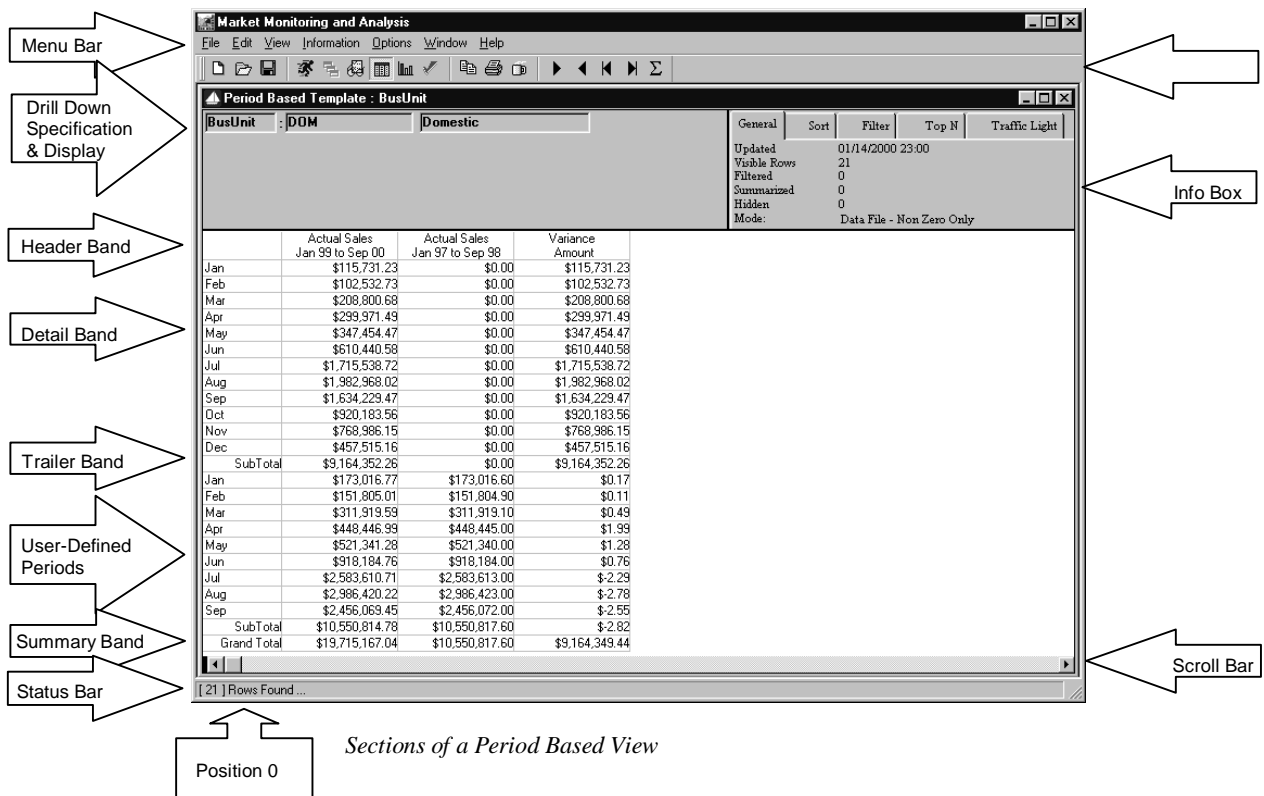 Market Monitoring and Analysis
File Edit View Information Options Window Help
Menu Bar
Period Based Template : BusUnit
Drill Down
Specification
& Display
BusUnit : DOM Domestic
General Sort Filter Top N Traffic Light
Updated 01/14/2000 23:00
Visible Rows 21
Filtered 0
Summarized 0
Hidden 0
Mode: Data File - Non Zero Only
Info Box
Header Band
Actual Sales Actual Sales Variance
Jan 99 to Sep 00 Jan 97 to Sep 98 Amount
Jan $115,731.23 $0.00 $115,731.23
Feb $102,532.73 $0.00 $102,532.73
Mar $208,800.68 $0.00 $208,800.68
Apr $299,971.49 $0.00 $299,971.49
Detail Band
May $347,454.47 $0.00 $347,454.47
Jun $610,440.58 $0.00 $610,440.58
Jul $1,715,538.72 $0.00 $1,715,538.72
Aug $1,982,968.02 $0.00 $1,982,968.02
Sep $1,634,229.47 $0.00 $1,634,229.47
Oct $920,183.56 $0.00 $920,183.56
Nov $768,986.15 $0.00 $768,986.15
Dec $457,515.16 $0.00 $457,515.16
Trailer Band
SubTotal $9,164,352.26 $0.00 $9,164,352.26
Jan $173,016.77 $173,016.60 $0.17
Feb $151,805.01 $151,804.90 $0.11
Mar $311,919.59 $311,919.10 $0.49
Apr $448,446.99 $448,445.00 $1.99
User-Defined
Periods
May $521,341.28 $521,340.00 $1.28
Jun $918,184.76 $918,184.00 $0.76
Jul $2,583,610.71 $2,583,613.00 $-2.29
Aug $2,986,420.22 $2,986,423.00 $-2.78
Sep $2,456,069.45 $2,456,072.00 $-2.55
SubTotal $10,550,814.78 $10,550,817.60 $-2.82
Summary Band
Grand Total $19,715,167.04 $10,550,817.60 $9,164,349.44
Scroll Bar
Status Bar
[ 21 ] Rows Found ...
Sections of a Period Based View
Position 0